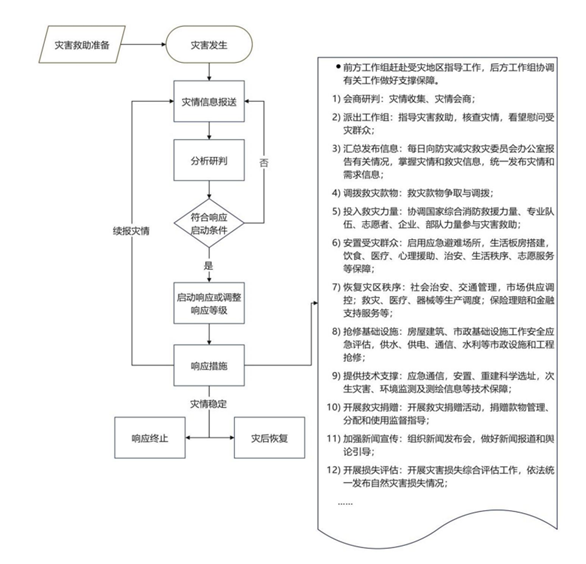 灾害救助准备
灾害发生
灾情信息报送
分析研判
否
符合响应
启动条件
续报灾情
是
启动响应或调整
响应等级
响应措施
灾情稳定
响应终止
灾后恢复
●前方工作组赶赴受灾地区指导工作，后方工作组协调
有关工作做好支撑保障。
1) 会商研判：灾情收集、灾情会商；
2) 派出工作组：指导灾害救助，核查灾情，看望慰问受
灾群众；
3) 汇总发布信息：每日向防灾减灾救灾委员会办公室报
告有关情况，掌握灾情和救灾信息，统一发布灾情和
需求信息；
4) 调拨救灾款物：救灾款物争取与调拨；
5) 投入救灾力量：协调国家综合消防救援力量、专业队
伍、志愿者、企业、部队力量参与灾害救助；
6) 安置受灾群众：启用应急避难场所，生活板房搭建，
饮食、医疗、心理援助、治安、生活秩序、志愿服务
等保障；
7) 恢复灾区秩序：社会治安、交通管理，市场供应调
控；救灾、医疗、器械等生产调度；保险理赔和金融
支持服务等；
8) 抢修基础设施：房屋建筑、市政基础设施工作安全应
急评估，供水、供电、通信、水利等市政设施和工程
抢修；
9) 提供技术支撑：应急通信，安置、重建科学选址，次
生灾害、环境监测及测绘信息等技术保障；
10) 开展救灾捐赠：开展救灾捐赠活动，捐赠款物管理、
分配和使用监督指导；
11) 加强新闻宣传：组织新闻发布会，做好新闻报道和舆
论引导；
12) 开展损失评估：开展灾害损失综合评估工作，依法统
一发布自然灾害损失情况；
……